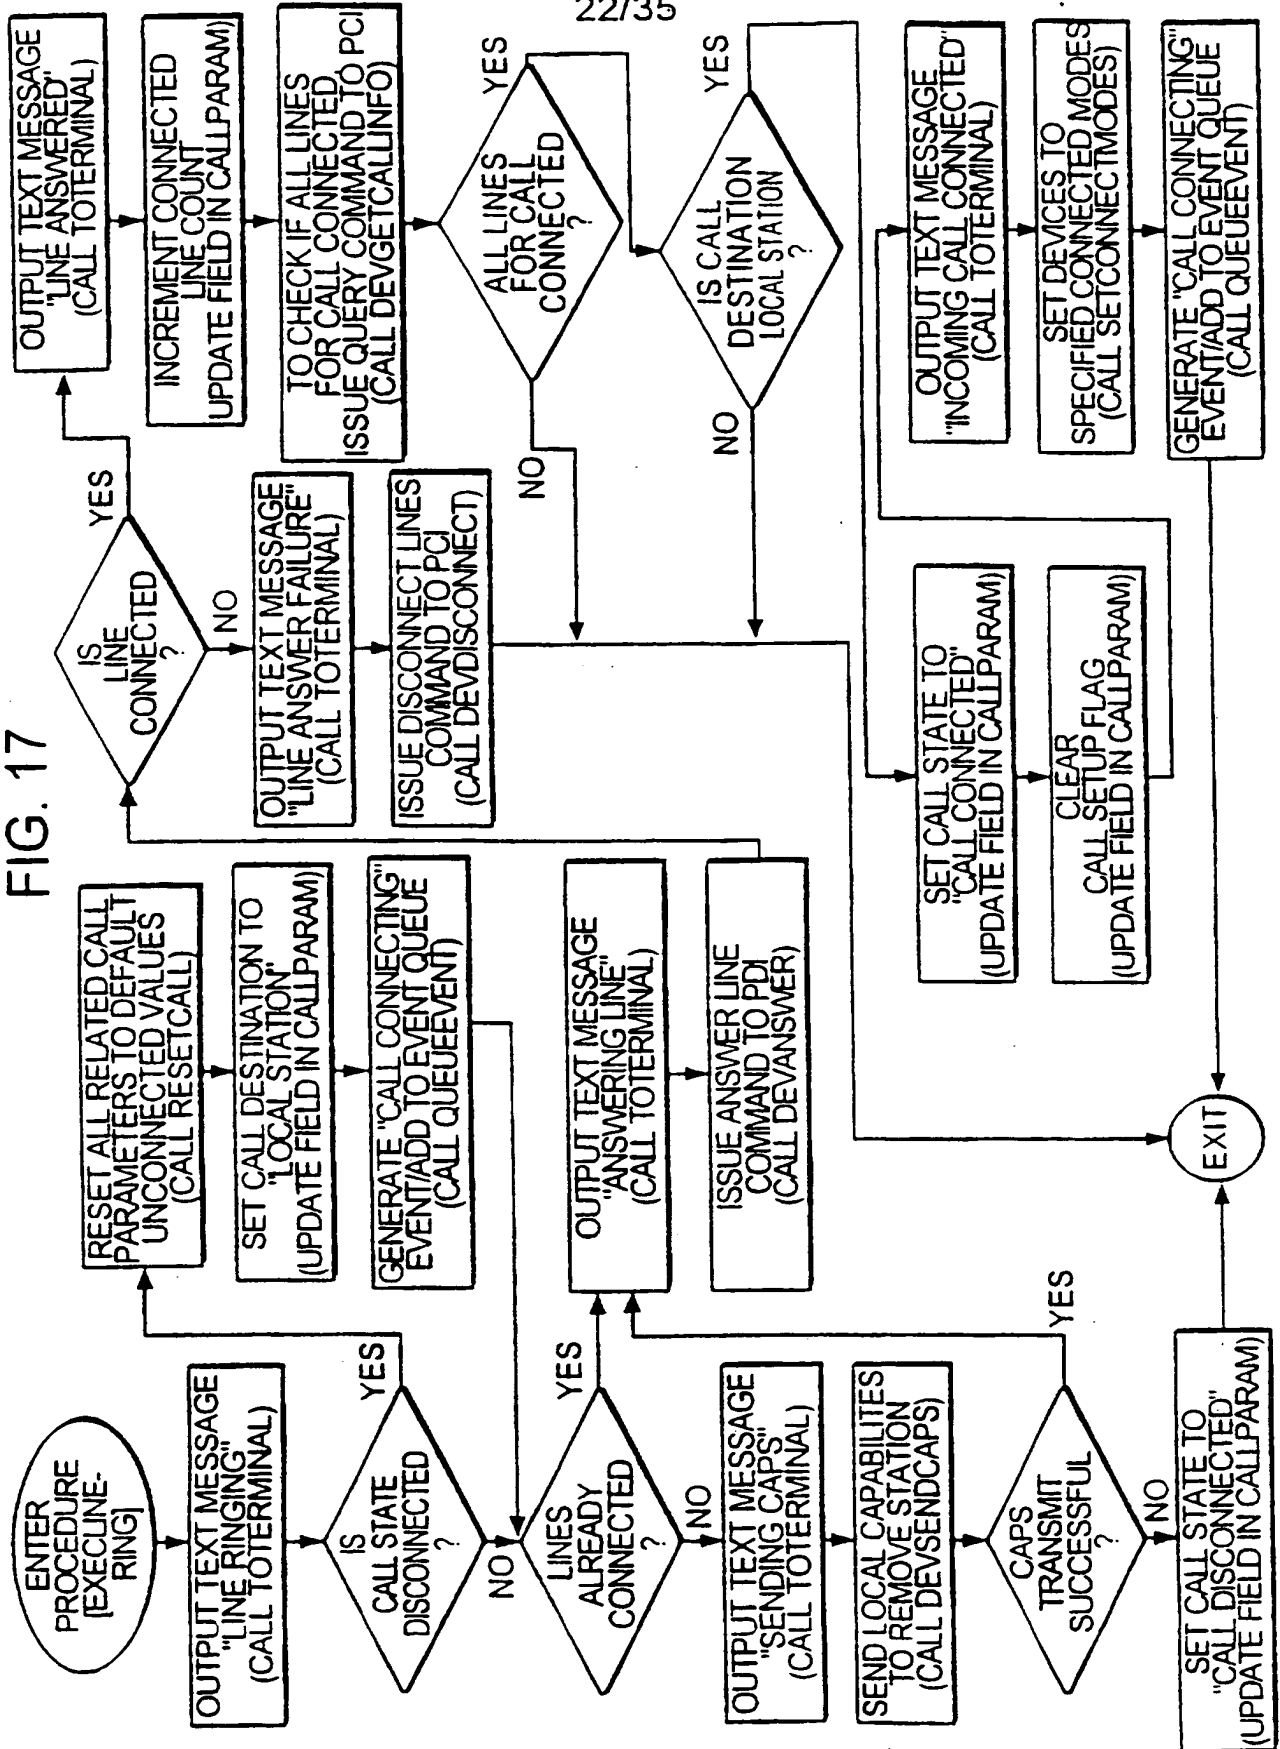 22/35
FIG. 17
ENTER
PROCEDURE
[EXECLINE-
RING]
OUTPUT TEXT MESSAGE
"LINE RINGING"
(CALL TOTERMINAL)
IS
CALL STATE
DISCONNECTED
?
YES
NO
RESET ALL RELATED CALL
PARAMETERS TO DEFAULT
UNCONNECTED VALUES
(CALL RESETCALL)
SET CALL DESTINATION TO
"LOCAL STATION"
(UPDATE FIELD IN CALLPARAM)
GENERATE "CALL CONNECTING"
EVENT/ADD TO EVENT QUEUE
(CALL QUEUEEVENT)
LINES
ALREADY
CONNECTED
?
YES
NO
OUTPUT TEXT MESSAGE
"SENDING CAPS"
(CALL TOTERMINAL)
SEND LOCAL CAPABILITES
TO REMOVE STATION
(CALL DEVSENDCAPS)
CAPS
TRANSMIT
SUCCESSFUL
?
YES
NO
SET CALL STATE TO
"CALL DISCONNECTED"
(UPDATE FIELD IN CALLPARAM)
OUTPUT TEXT MESSAGE
"ANSWERING LINE"
(CALL TOTERMINAL)
ISSUE ANSWER LINE
COMMAND TO PDI
(CALL DEVANSWER)
EXIT
IS
LINE
CONNECTED
?
YES
NO
OUTPUT TEXT MESSAGE
"LINE ANSWER FAILURE"
(CALL TOTERMINAL)
ISSUE DISCONNECT LINES
COMMAND TO PCI
(CALL DEVDISCONNECT)
OUTPUT TEXT MESSAGE
"LINE ANSWERED"
(CALL TOTERMINAL)
INCREMENT CONNECTED
LINE COUNT
(UPDATE FIELD IN CALLPARAM)
TO CHECK IF ALL LINES
FOR CALL CONNECTED
ISSUE QUERY COMMAND TO PCI
(CALL DEVGETCALLINFO)
ALL LINES
FOR CALL
CONNECTED
?
YES
NO
IS CALL
DESTINATION
LOCAL STATION
?
YES
NO
SET CALL STATE TO
"CALL CONNECTED"
(UPDATE FIELD IN CALLPARAM)
CLEAR
CALL SETUP FLAG
(UPDATE FIELD IN CALLPARAM)
OUTPUT TEXT MESSAGE
"INCOMING CALL CONNECTED"
(CALL TOTERMINAL)
SET DEVICES TO
SPECIFIED CONNECTED MODES
(CALL SETCONNECTMODES)
GENERATE "CALL CONNECTING"
EVENT/ADD TO EVENT QUEUE
(CALL QUEUEEVENT)